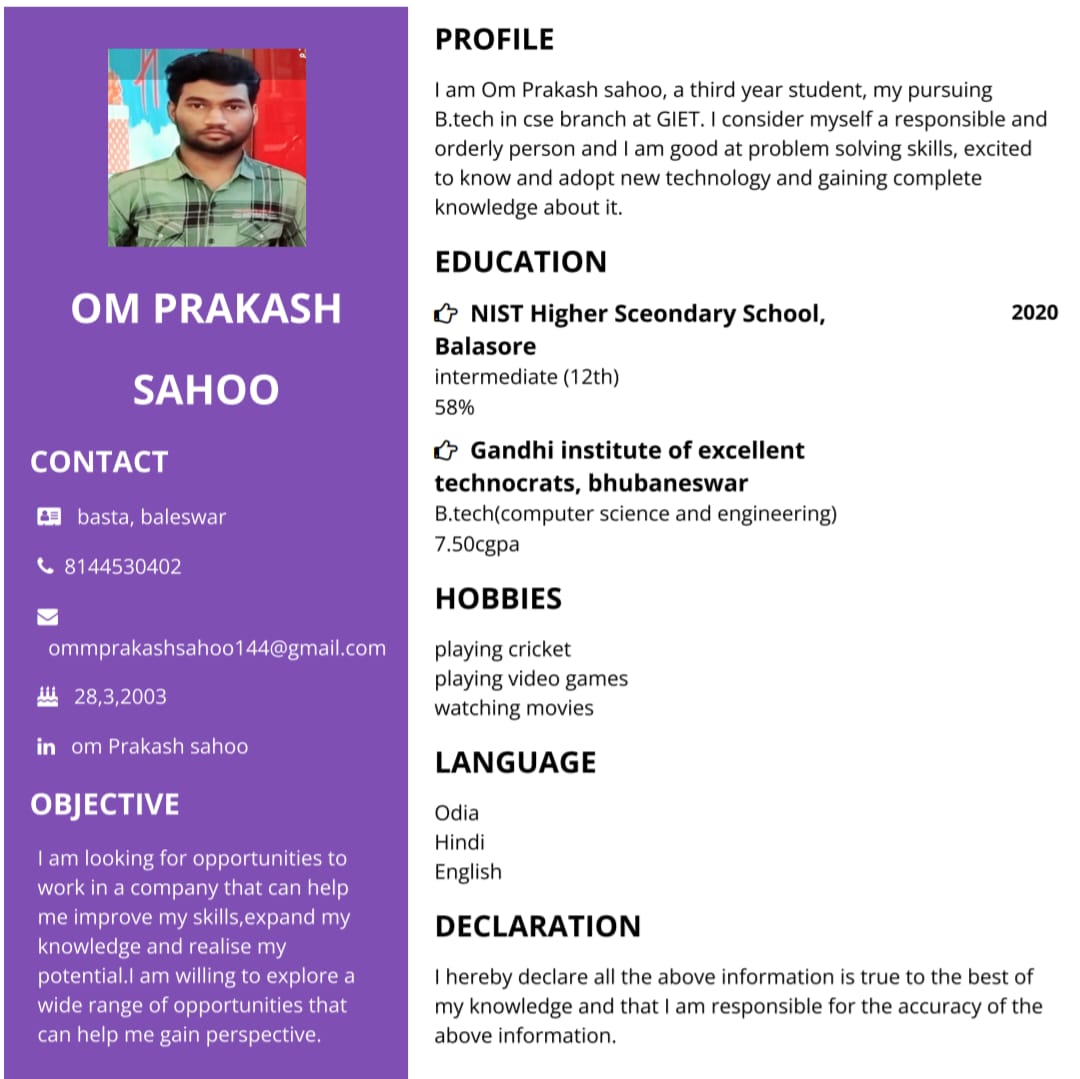 OM PRAKASH
SAHOO
CONTACT
basta, baleswar
8144530402
ommprakashsahoo144@gmail.com
28,3,2003
in om Prakash sahoo
OBJECTIVE
I am looking for opportunities to
work in a company that can help
me improve my skills,expand my
knowledge and realise my
potential.I am willing to explore a
wide range of opportunities that
can help me gain perspective.
PROFILE
I am Om Prakash sahoo, a third year student, my pursuing
B.tech in cse branch at GIET. I consider myself a responsible and
orderly person and I am good at problem solving skills, excited
to know and adopt new technology and gaining complete
knowledge about it.
EDUCATION
NIST Higher Sceondary School, 2020
Balasore
intermediate (12th)
58%
Gandhi institute of excellent
technocrats, bhubaneswar
B.tech(computer science and engineering)
7.50cgpa
HOBBIES
playing cricket
playing video games
watching movies
LANGUAGE
Odia
Hindi
English
DECLARATION
I hereby declare all the above information is true to the best of
my knowledge and that I am responsible for the accuracy of the
above information.